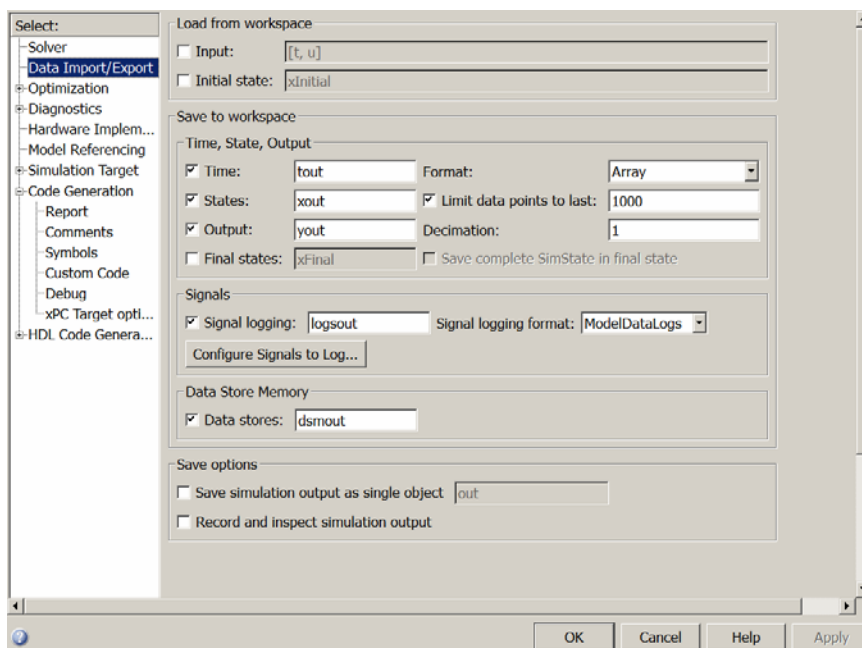 Select:
Solver
Data Import/Export
Optimization
Diagnostics
Hardware Implem...
Model Referencing
Simulation Target
Code Generation
Report
Comments
Symbols
Custom Code
Debug
xPC Target opti...
HDL Code Genera...
Load from workspace
Input: [t, u]
Initial state: xInitial
Save to workspace
Time, State, Output
Time: tout Format: Array
States: xout Limit data points to last: 1000
Output: yout Decimation: 1
Final states: xFinal Save complete SimState in final state
Signals
Signal logging: logsout Signal logging format: ModelDataLogs
Configure Signals to Log...
Data Store Memory
Data stores: dsmout
Save options
Save simulation output as single object out
Record and inspect simulation output
OK Cancel Help Apply